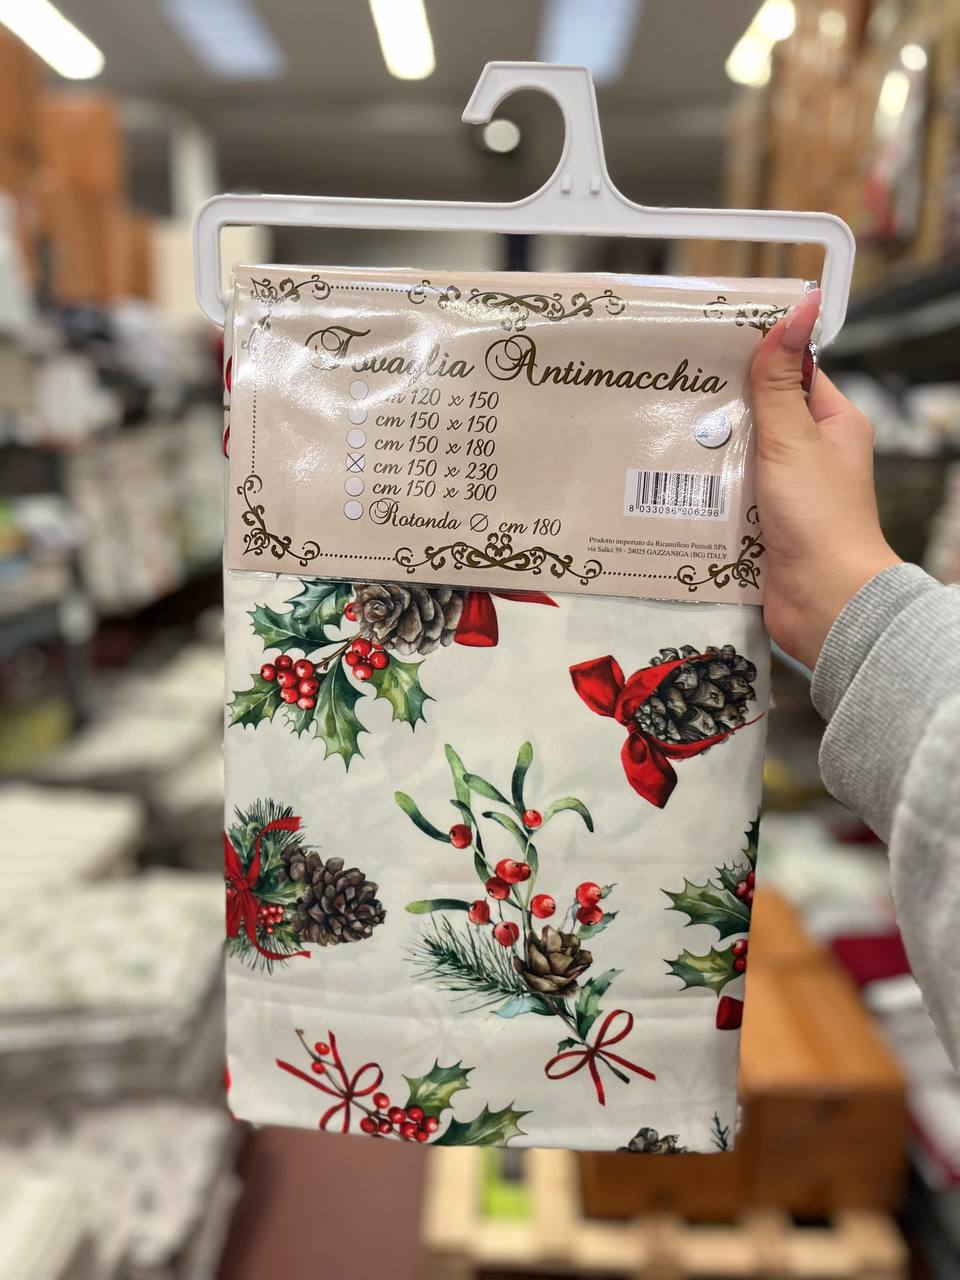 Tovaglia Antimacchia
cm 120 x 150
cm 150 x 150
cm 150 x 180
cm 150 x 230
cm 150 x 300
Rotonda Ø cm 180
8 033086 906296
Prodotto importato da Ricamificio Pezzoli SPA
via Salici 39 - 24025 GAZZANIGA (BG) ITALY